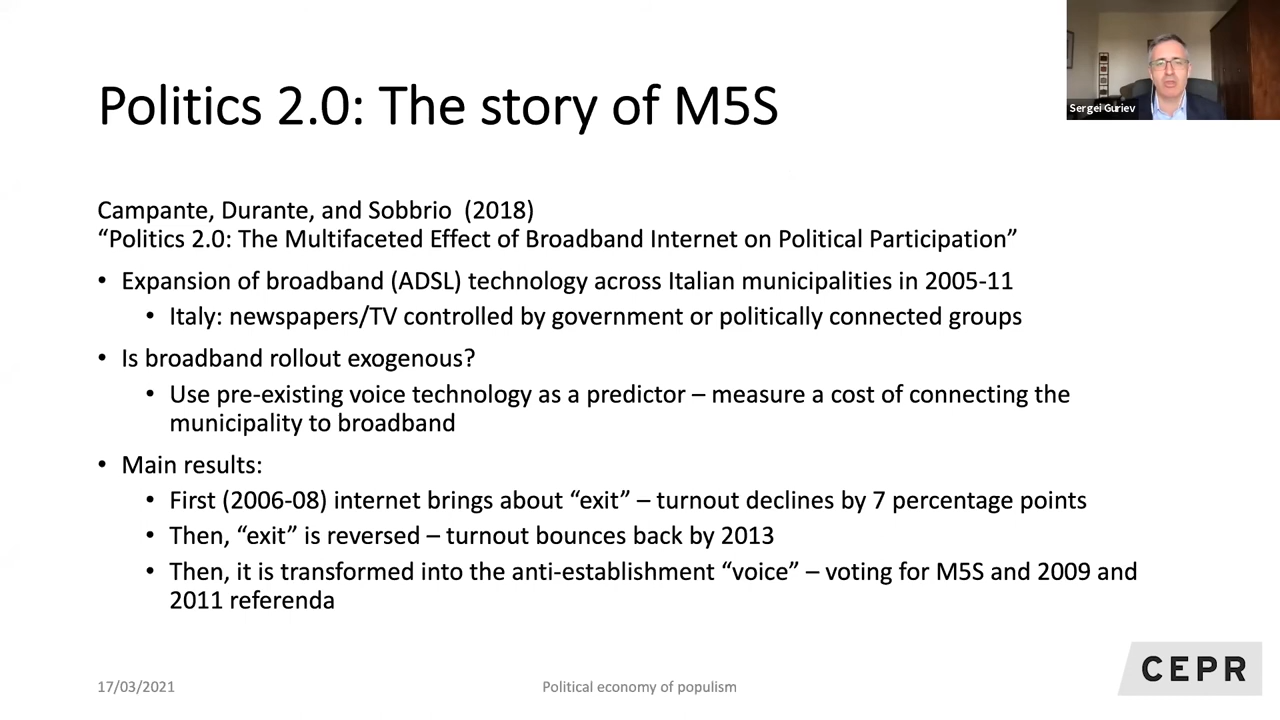 Politics 2.0: The story of M5S
Sergei Guriev
Campante, Durante, and Sobbrio (2018)
“Politics 2.0: The Multifaceted Effect of Broadband Internet on Political Participation”
• Expansion of broadband (ADSL) technology across Italian municipalities in 2005-11
• Italy: newspapers/TV controlled by government or politically connected groups
• Is broadband rollout exogenous?
• Use pre-existing voice technology as a predictor – measure a cost of connecting the
municipality to broadband
• Main results:
• First (2006-08) internet brings about “exit” – turnout declines by 7 percentage points
• Then, “exit” is reversed – turnout bounces back by 2013
• Then, it is transformed into the anti-establishment “voice” – voting for M5S and 2009 and
2011 referenda
17/03/2021
Political economy of populism
CEPR